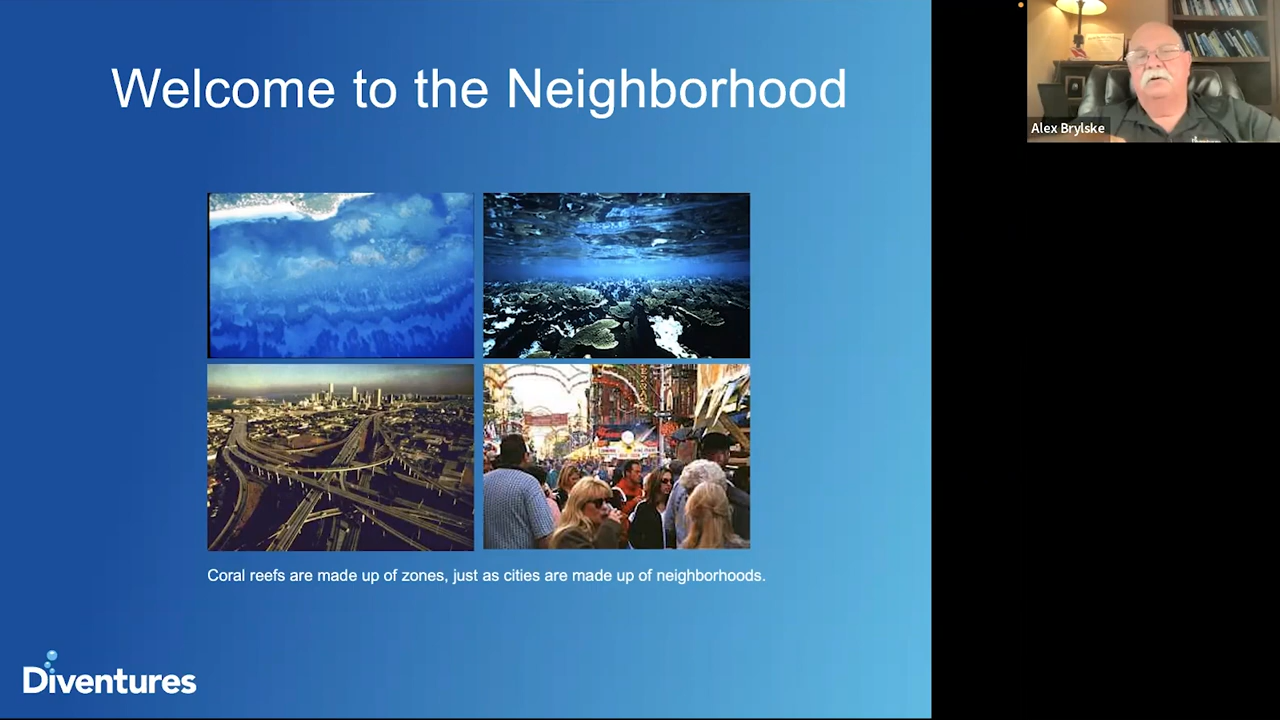 Welcome to the Neighborhood
Alex Brylske
Coral reefs are made up of zones, just as cities are made up of neighborhoods.
Diventures